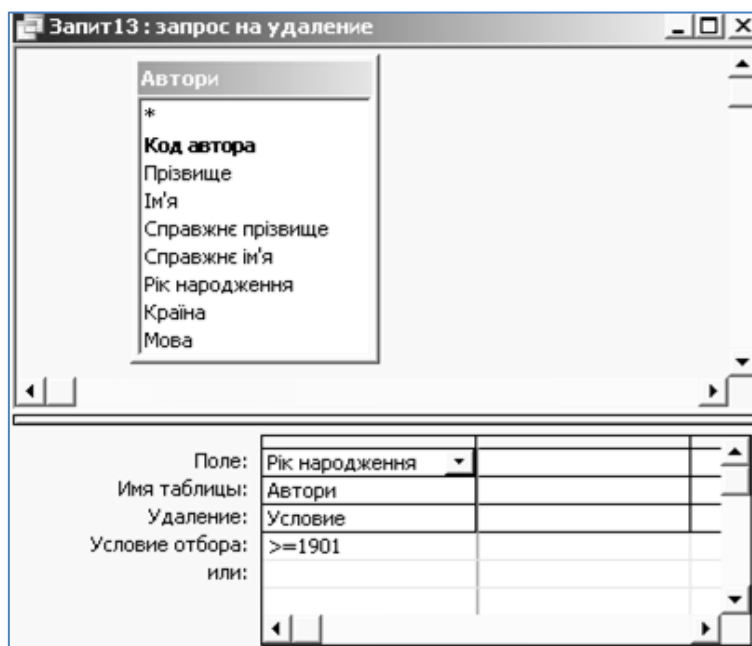 Запит13 : запрос на удаление
Автори
*
Код автора
Прізвище
Ім'я
Справжнє прізвище
Справжнє ім'я
Рік народження
Країна
Мова
Поле: Рік народження
Имя таблицы: Автори
Удаление: Условие
Условие отбора: >=1901
или: